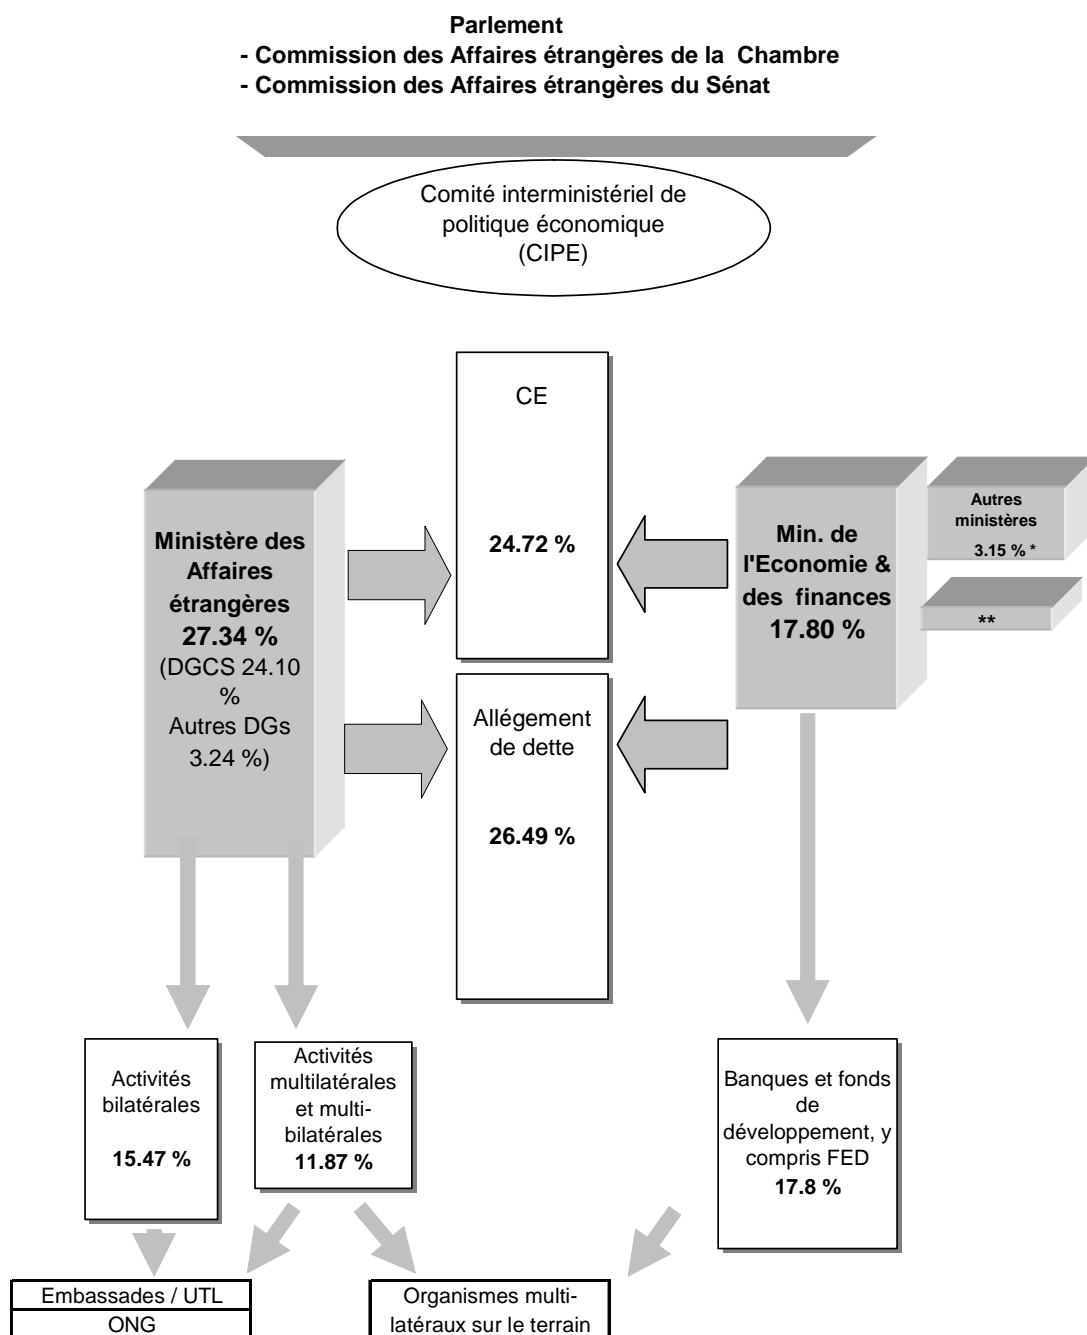 Parlement
- Commission des Affaires étrangères de la Chambre
- Commission des Affaires étrangères du Sénat
Comité interministériel de
politique économique
(CIPE)
CE
24.72 %
Ministère des
Affaires
étrangères
27.34 %
(DGCS 24.10
%
Autres DGs
3.24 %)
Min. de
l'Economie &
des finances
17.80 %
Autres
ministères
3.15 % *
**
Allégement
de dette
26.49 %
Activités
bilatérales
15.47 %
Activités
multilatérales
et multi-
bilatérales
11.87 %
Banques et fonds
de
développement, y
compris FED
17.8 %
Embassades / UTL
ONG
Organismes multi-
latéraux sur le terrain